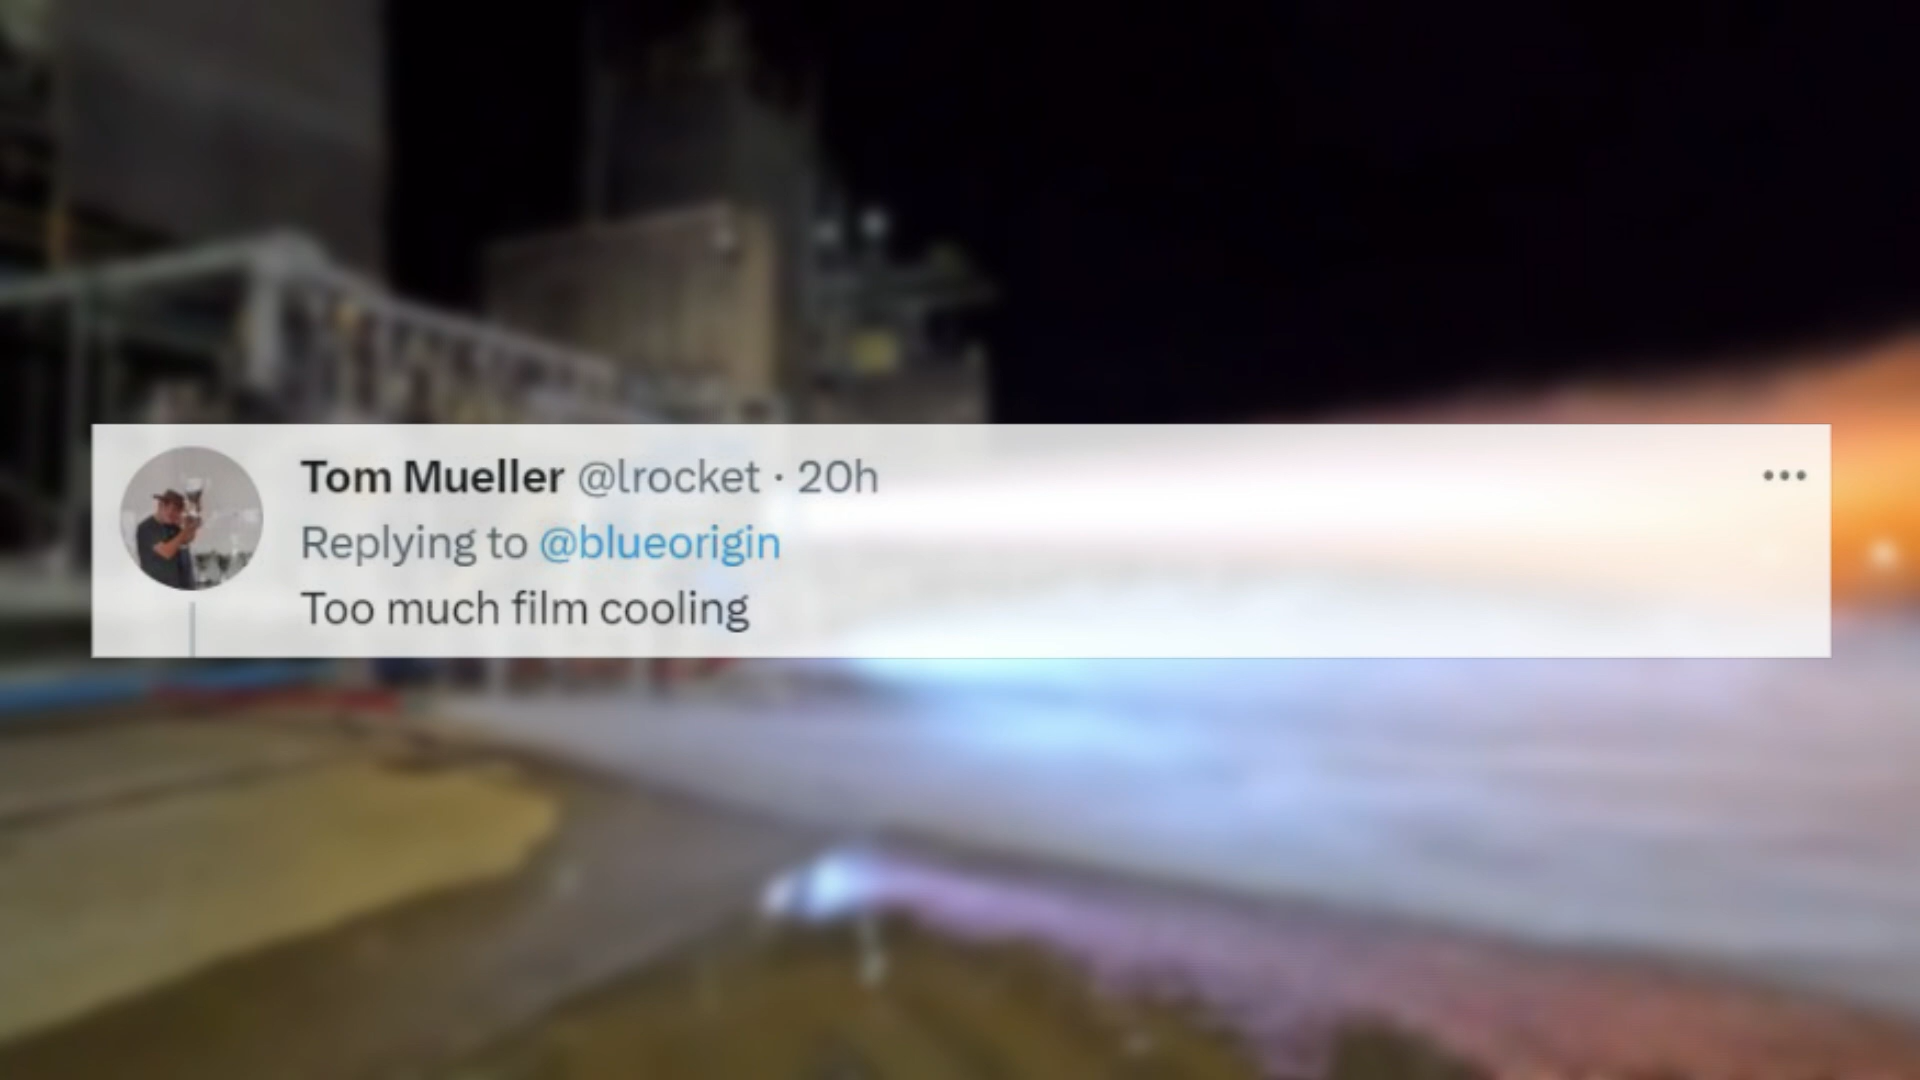 Tom Mueller @lrocket · 20h
Replying to @blueorigin
Too much film cooling